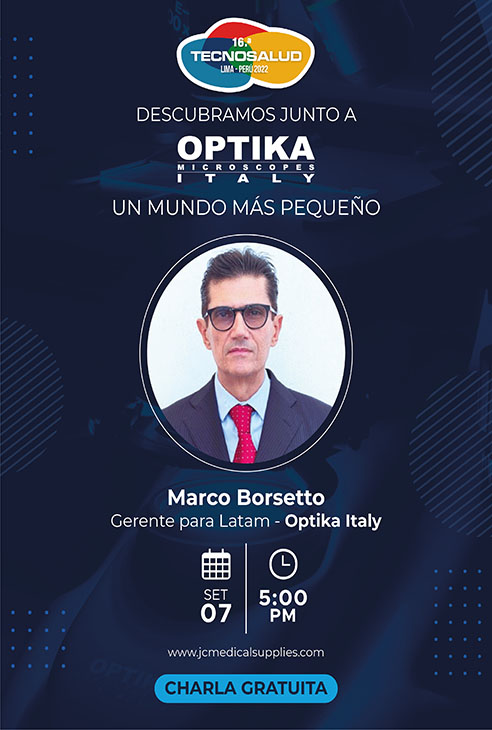 16.ª
TECNOSALUD
LIMA - PERÚ 2022
DESCUBRAMOS JUNTO A
OPTIKA
MICROSCOPES
ITALY
UN MUNDO MÁS PEQUEÑO
Marco Borsetto
Gerente para Latam - Optika Italy
SET
07
5:00
PM
www.jcmedicalsupplies.com
OPTIKA
CHARLA GRATUITA